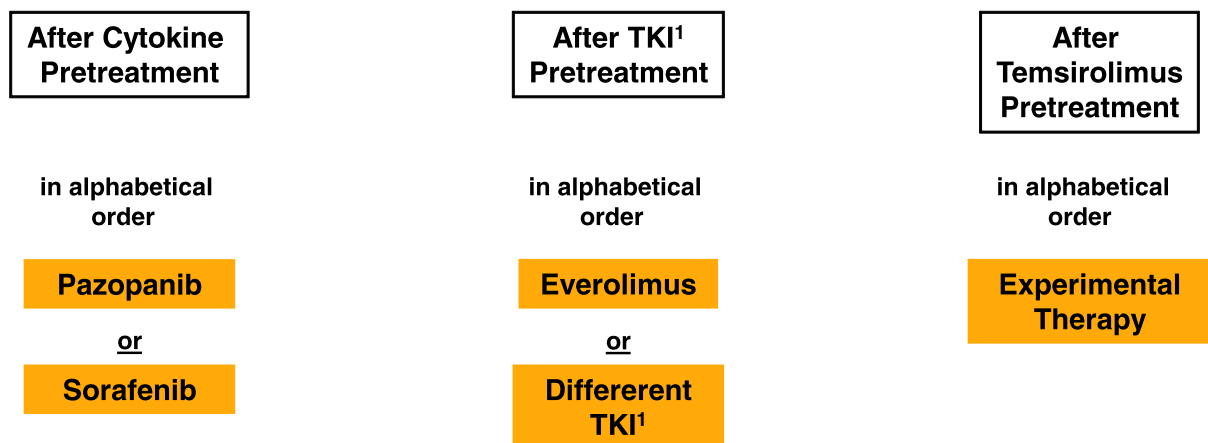 After Cytokine
Pretreatment
in alphabetical
order
Pazopanib
or
Sorafenib
After TKI¹
Pretreatment
in alphabetical
order
Everolimus
or
Differerent
TKI¹
After
Temsirolimus
Pretreatment
in alphabetical
order
Experimental
Therapy